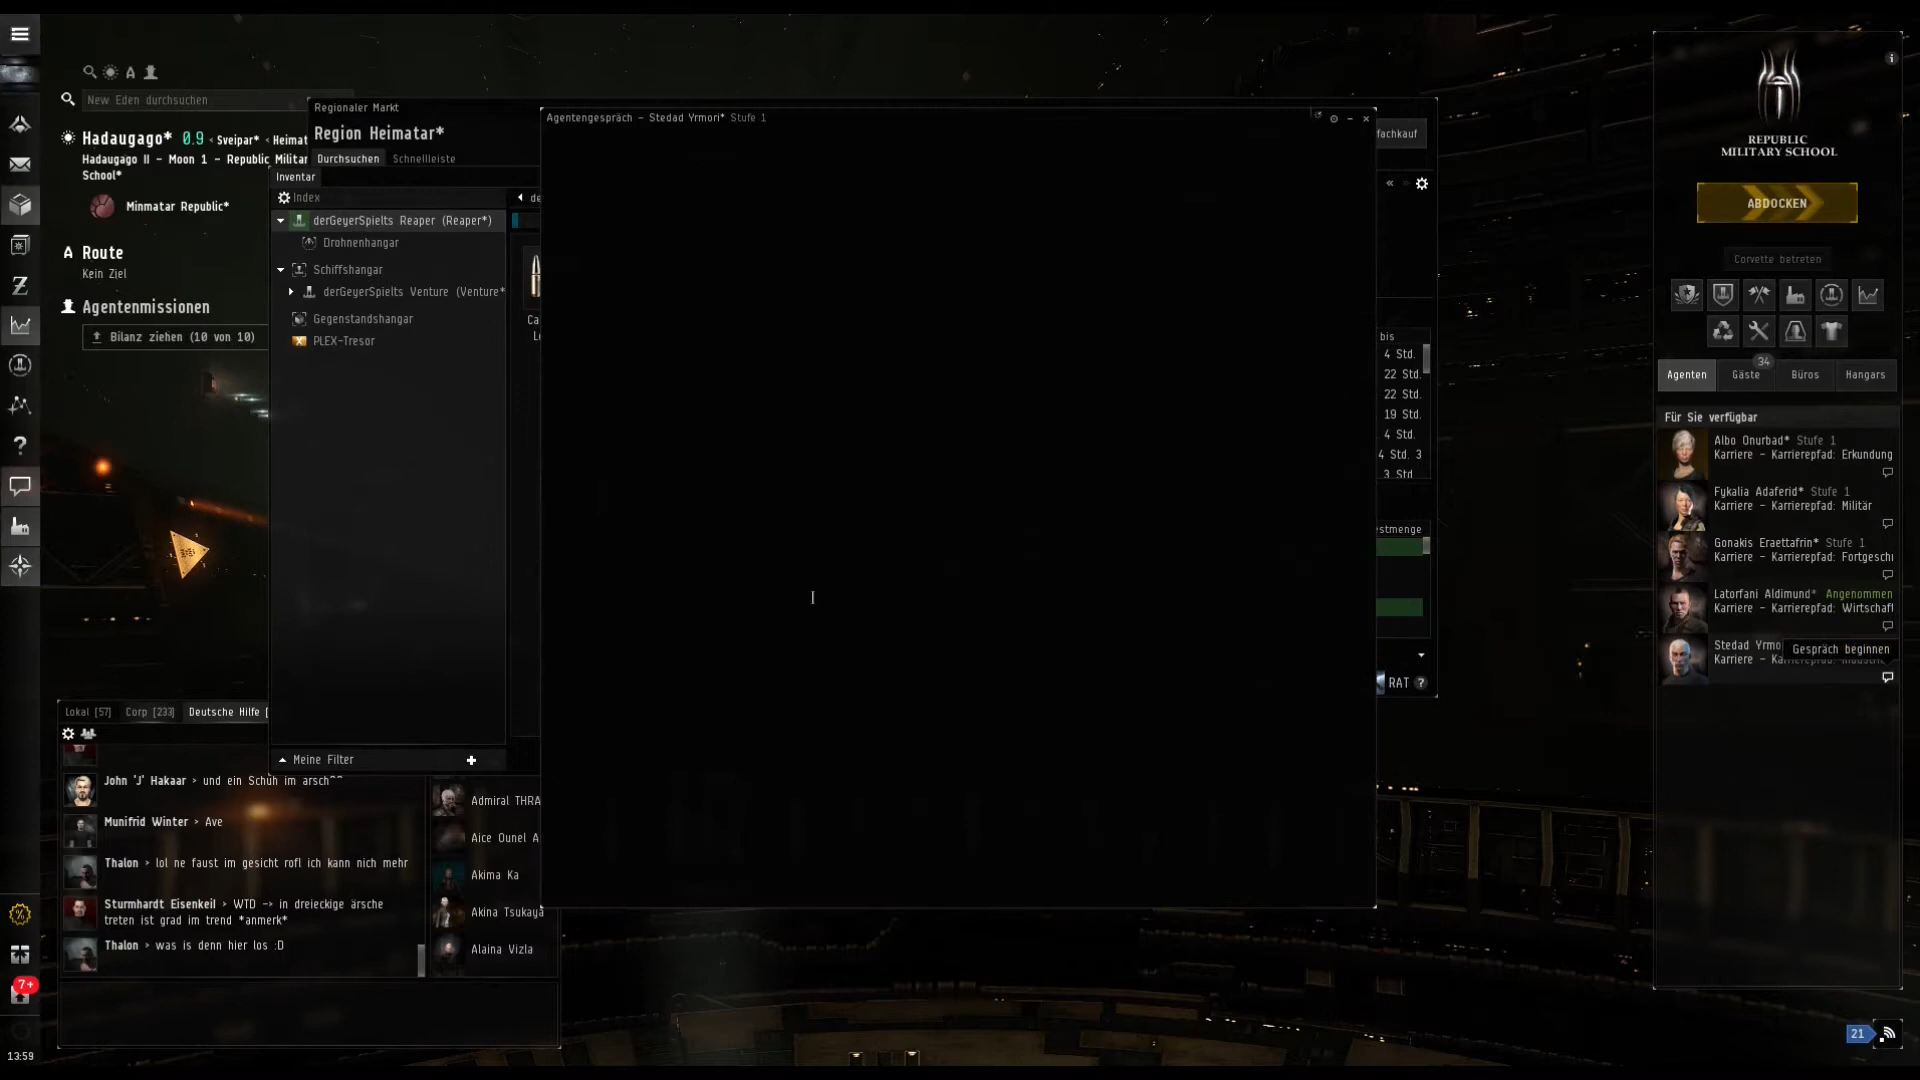 New Eden durchsuchen
Hadaugago* 0.9 < Sveipar* < Heimat
Hadaugago II - Moon 1 - Republic Militar
School*
Minmatar Republic*
Route
Kein Ziel
Agentenmissionen
Bilanz ziehen (10 von 10)
Regionaler Markt
Region Heimatar*
Durchsuchen Schnellleiste
Inventar
Index
derGeyerSpielts Reaper (Reaper*)
Drohnenhangar
Schiffshangar
derGeyerSpielts Venture (Venture*
Gegenstandshangar
PLEX-Tresor
Meine Filter
de
Ca
Agentengespräch - Stedad Yrmori* Stufe 1
fachkauf
bis
4 Std.
22 Std.
22 Std.
19 Std.
4 Std.
4 Std. 3
3 Std.
estmenge
RAT
REPUBLIC
MILITARY SCHOOL
ABDOCKEN
Corvette betreten
34
Agenten Gäste Büros Hangars
Für Sie verfügbar
Albo Onurbad* Stufe 1
Karriere - Karrierepfad: Erkundung
Fykalia Adaferid* Stufe 1
Karriere - Karrierepfad: Militär
Gonakis Eraettafrin* Stufe 1
Karriere - Karrierepfad: Fortgesch
Latorfani Aldimund* Angenommen
Karriere - Karrierepfad: Wirtschaf
Stedad Yrmo
Gespräch beginnen
Lokal [57] Corp [233] Deutsche Hilfe [
John 'J' Hakaar > und ein Schuh im arsch^^
Munifrid Winter > Ave
Thalon > lol ne faust im gesicht rofl ich kann nich mehr
Sturmhardt Eisenkeil > WTD -> in dreieckige ärsche
treten ist grad im trend *anmerk*
Thalon > was is denn hier los :D
Admiral THRA
Aice Ounel A
Akima Ka
Akina Tsukaya
Alaina Vizla
7+
13:59
21